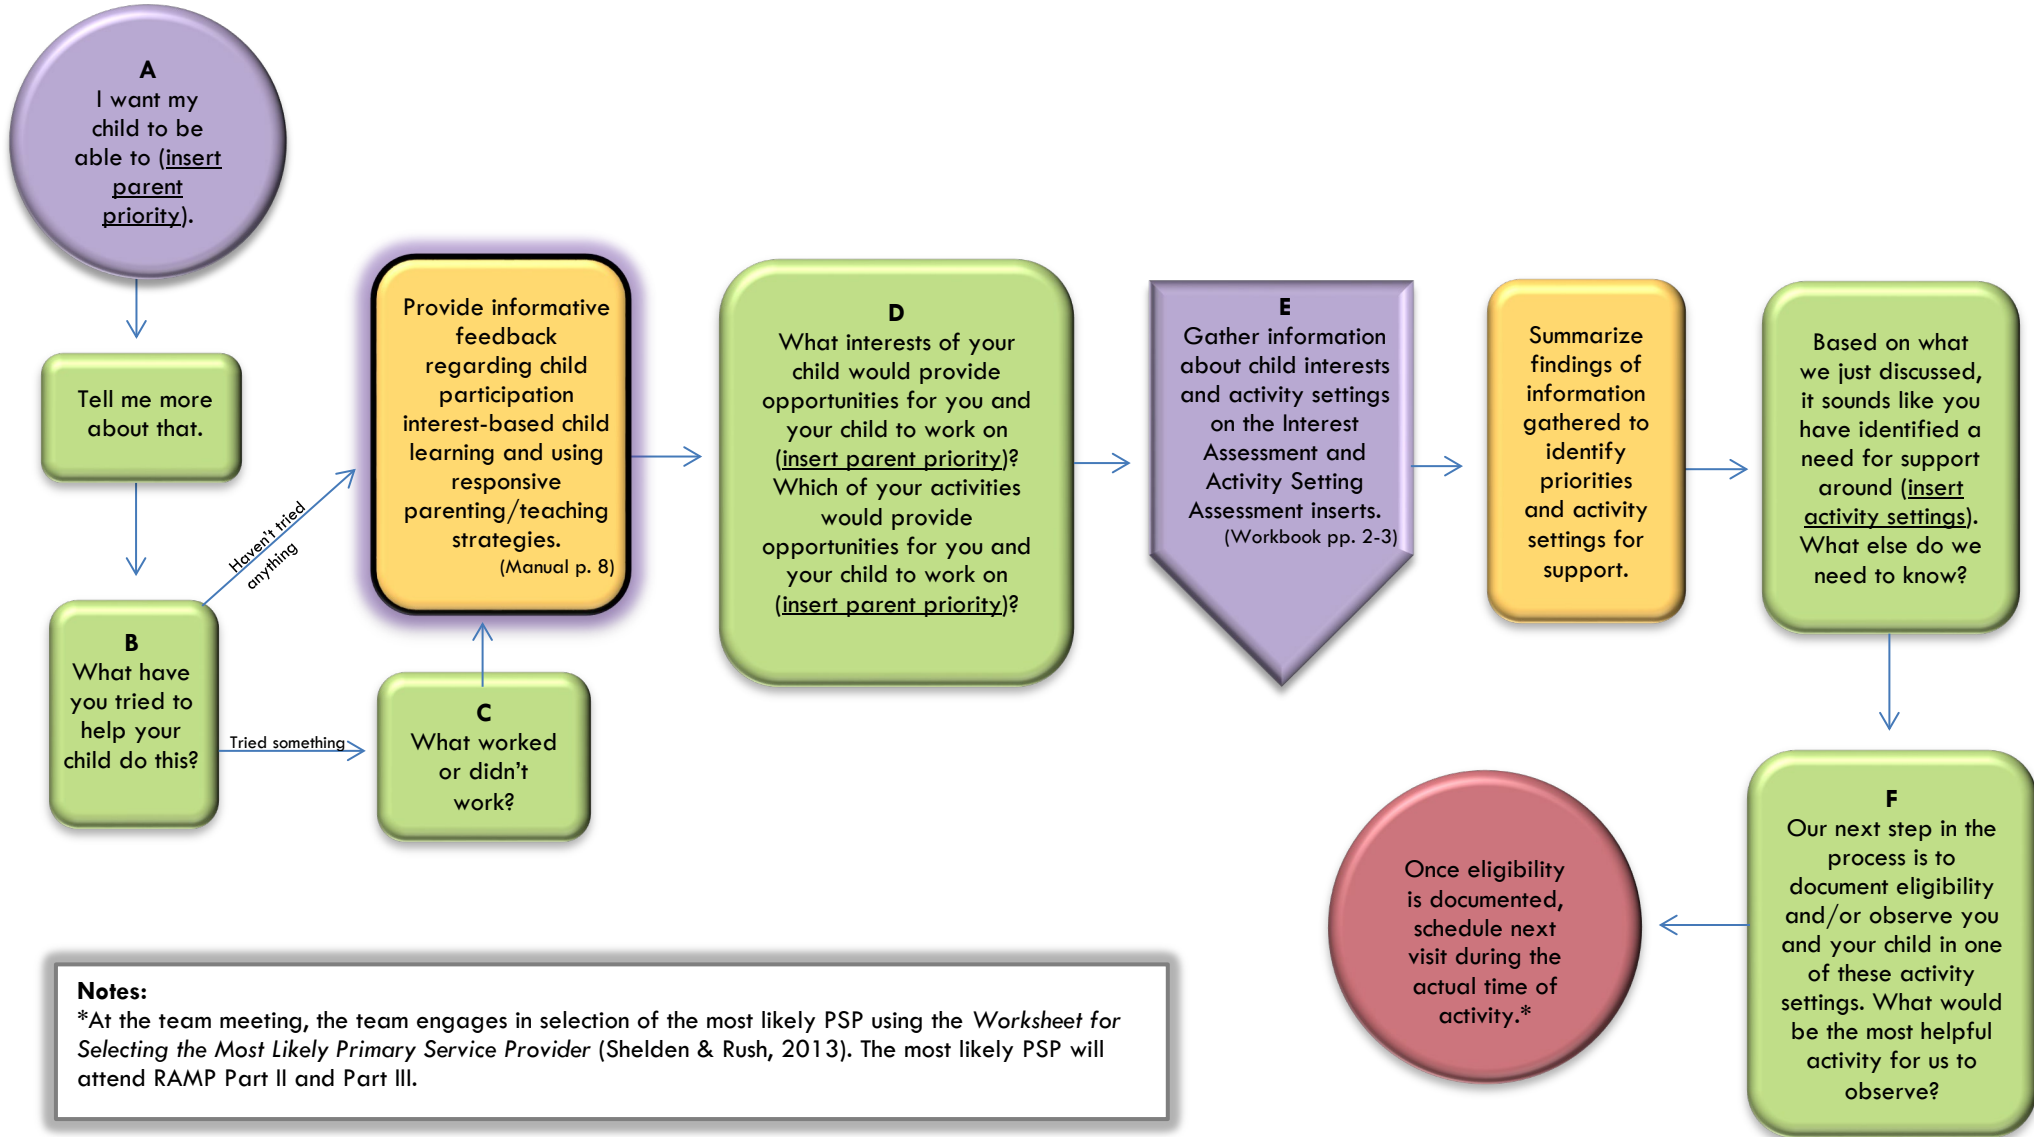 A
I want my
child to be
able to (insert
parent
priority).
Tell me more
about that.
B
What have
you tried to
help your
child do this?
Haven't tried
anything
Tried something
C
What worked
or didn't
work?
Provide informative
feedback
regarding child
participation
interest-based child
learning and using
responsive
parenting/teaching
strategies.
(Manual p. 8)
D
What interests of your
child would provide
opportunities for you and
your child to work on
(insert parent priority)?
Which of your activities
would provide
opportunities for you and
your child to work on
(insert parent priority)?
E
Gather information
about child interests
and activity settings
on the Interest
Assessment and
Activity Setting
Assessment inserts.
(Workbook pp. 2-3)
Summarize
findings of
information
gathered to
identify
priorities
and activity
settings for
support.
Based on what
we just discussed,
it sounds like you
have identified a
need for support
around (insert
activity settings).
What else do we
need to know?
F
Our next step in the
process is to
document eligibility
and/or observe you
and your child in one
of these activity
settings. What would
be the most helpful
activity for us to
observe?
Once eligibility
is documented,
schedule next
visit during the
actual time of
activity.*
Notes:
*At the team meeting, the team engages in selection of the most likely PSP using the Worksheet for
Selecting the Most Likely Primary Service Provider (Shelden & Rush, 2013). The most likely PSP will
attend RAMP Part II and Part III.